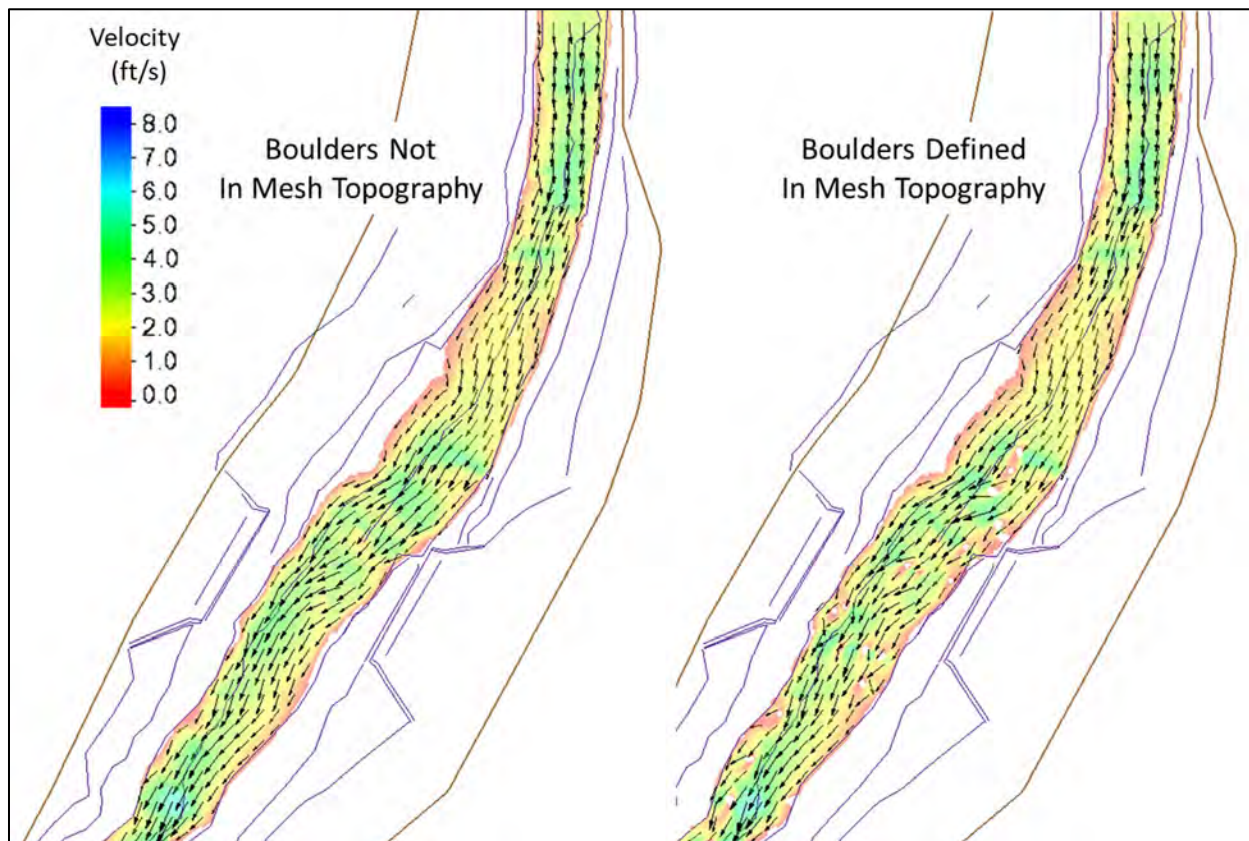 Velocity
(ft/s)
8.0
7.0
6.0
5.0
4.0
3.0
2.0
1.0
0.0
Boulders Not
In Mesh Topography
Boulders Defined
In Mesh Topography